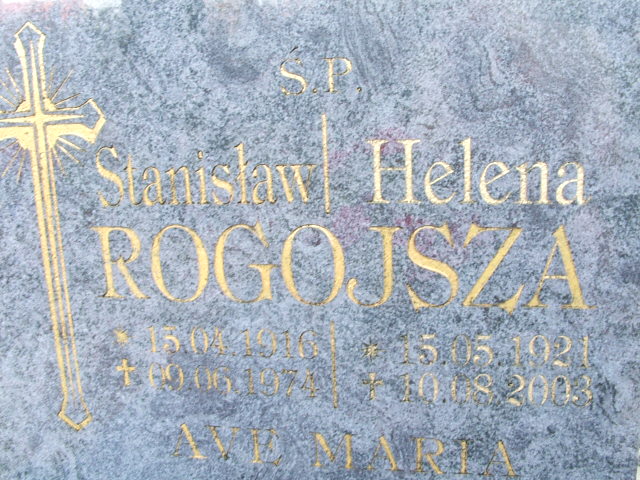 Ś.P.
Stanisław | Helena
ROGOJSZA
* 15.04.1916 | * 15.05.1921
✝ 09.06.1974 | ✝ 10.08.2003
AVE MARIA